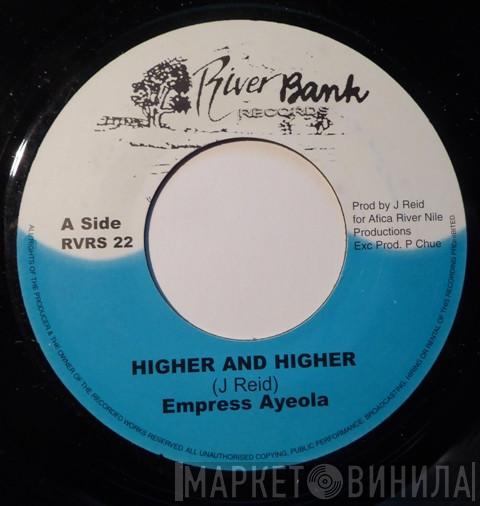 River Bank
RECORDS
A Side
RVRS 22
Prod by J Reid
for Afica River Nile
Productions
Exc Prod. P Chue
HIGHER AND HIGHER
(J Reid)
Empress Ayeola
ALL RIGHTS OF THE PRODUCER & THE OWNER OF THE RECORDED WORKS RESERVED ALL UNAUTHORISED COPYING, PUBLIC PERFORMANCE, BROADCASTING, HIRING OR RENTAL OF THIS RECORDING PROHIBITED.
МАРКЕТ ВИНИЛА